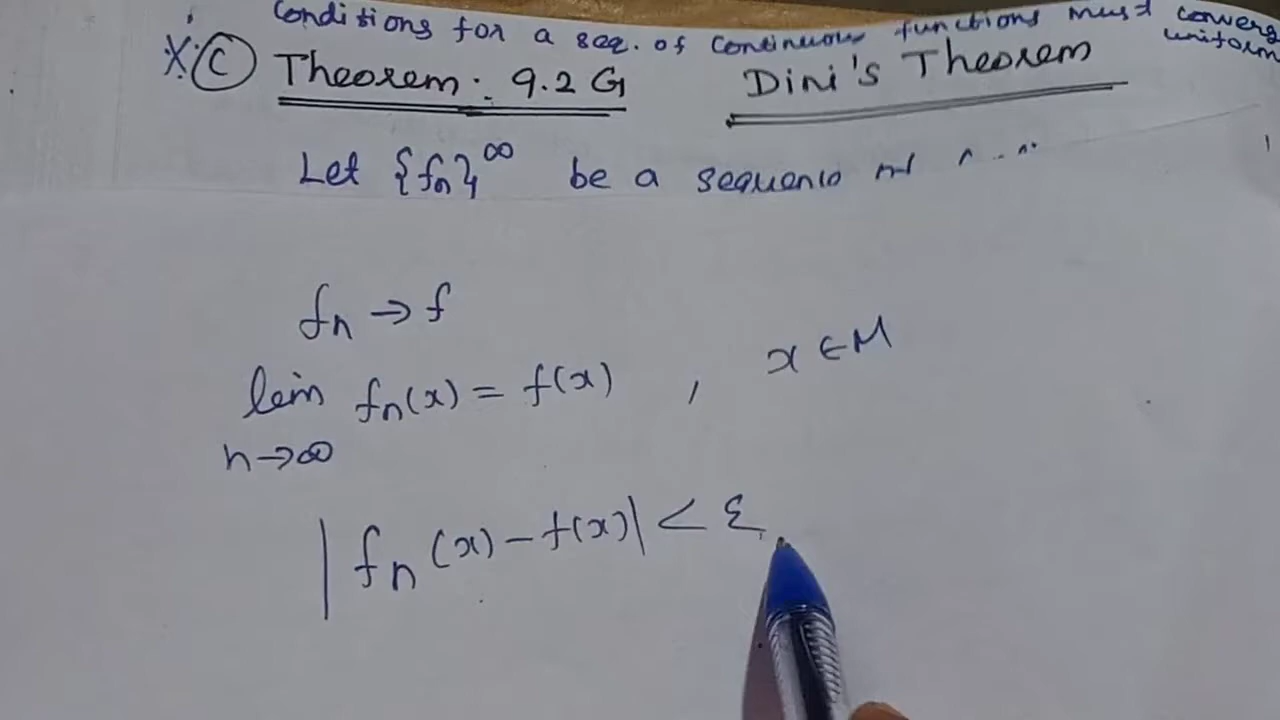 Conditions for a seq. of continuous functions must converg
uniform
(C) Theorem: 9.2 G Dini's Theorem
Let {fn}∞ be a sequence
fn → f
lim fn(x) = f(x) , x ∈ M
n→∞
|fn(x) - f(x)| < ε